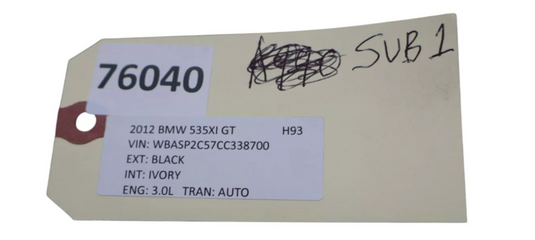 76040
SUB 1
2012 BMW 535XI GT H93
VIN: WBASP2C57CC338700
EXT: BLACK
INT: IVORY
ENG: 3.0L TRAN: AUTO